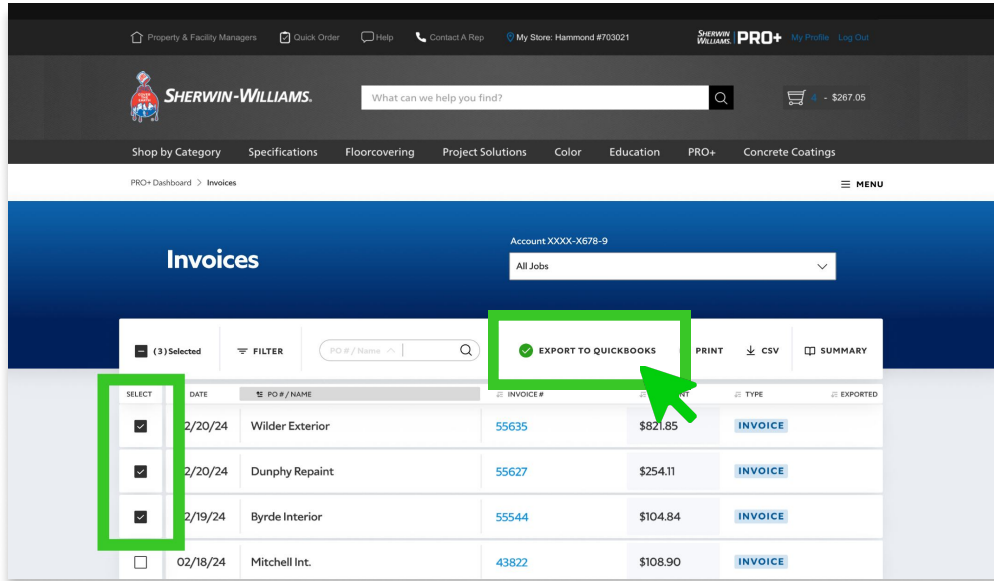 Property & Facility Managers Quick Order Help Contact A Rep My Store: Hammond #703021 SHERWIN WILLIAMS. PRO+ My Profile Log Out
COVER THE EARTH SHERWIN-WILLIAMS. What can we help you find? 4 - $267.05
Shop by Category Specifications Floorcovering Project Solutions Color Education PRO+ Concrete Coatings
PRO+ Dashboard > Invoices MENU
Account XXXX-X678-9
Invoices All Jobs
(3) Selected FILTER PO # / Name EXPORT TO QUICKBOOKS PRINT CSV SUMMARY
SELECT DATE PO # / NAME INVOICE # NT TYPE EXPORTED
2/20/24 Wilder Exterior 55635 $821.85 INVOICE
2/20/24 Dunphy Repaint 55627 $254.11 INVOICE
2/19/24 Byrde Interior 55544 $104.84 INVOICE
02/18/24 Mitchell Int. 43822 $108.90 INVOICE